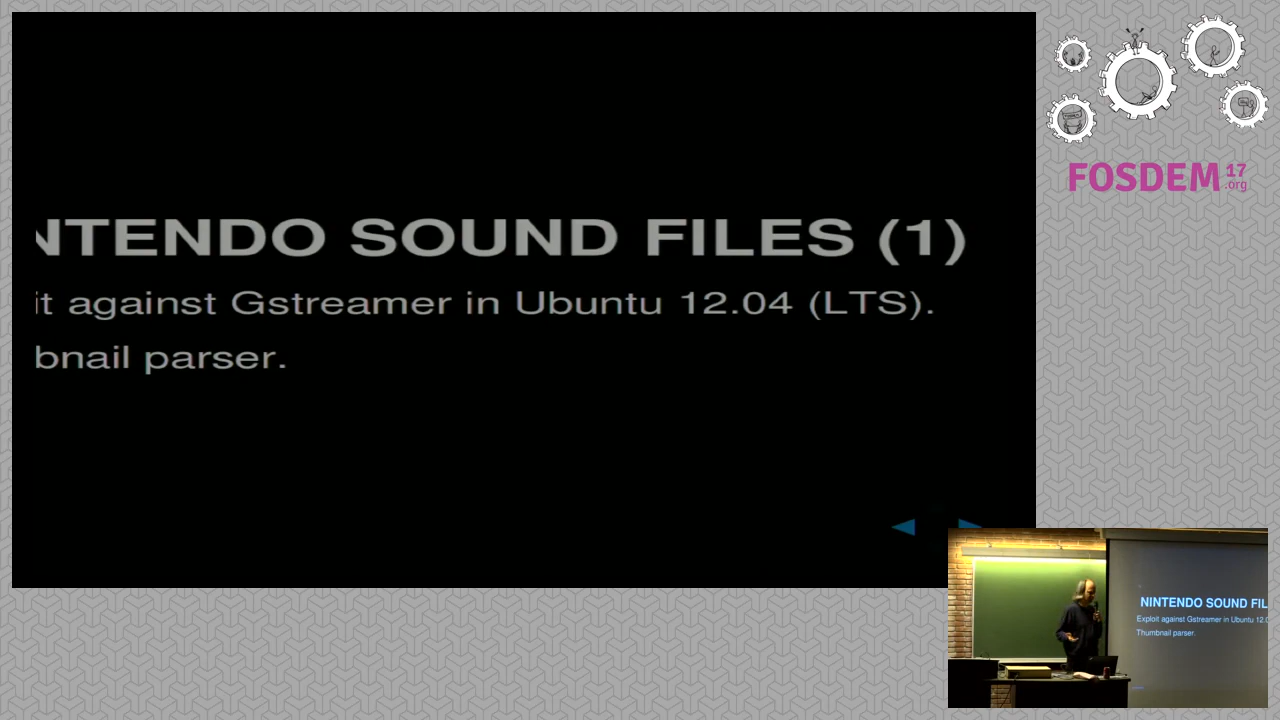 NTENDO SOUND FILES (1)
it against Gstreamer in Ubuntu 12.04 (LTS).
bnail parser.
FOSDEM 17
.org
NINTENDO SOUND FIL
Exploit against Gstreamer in Ubuntu 12.0
Thumbnail parser.